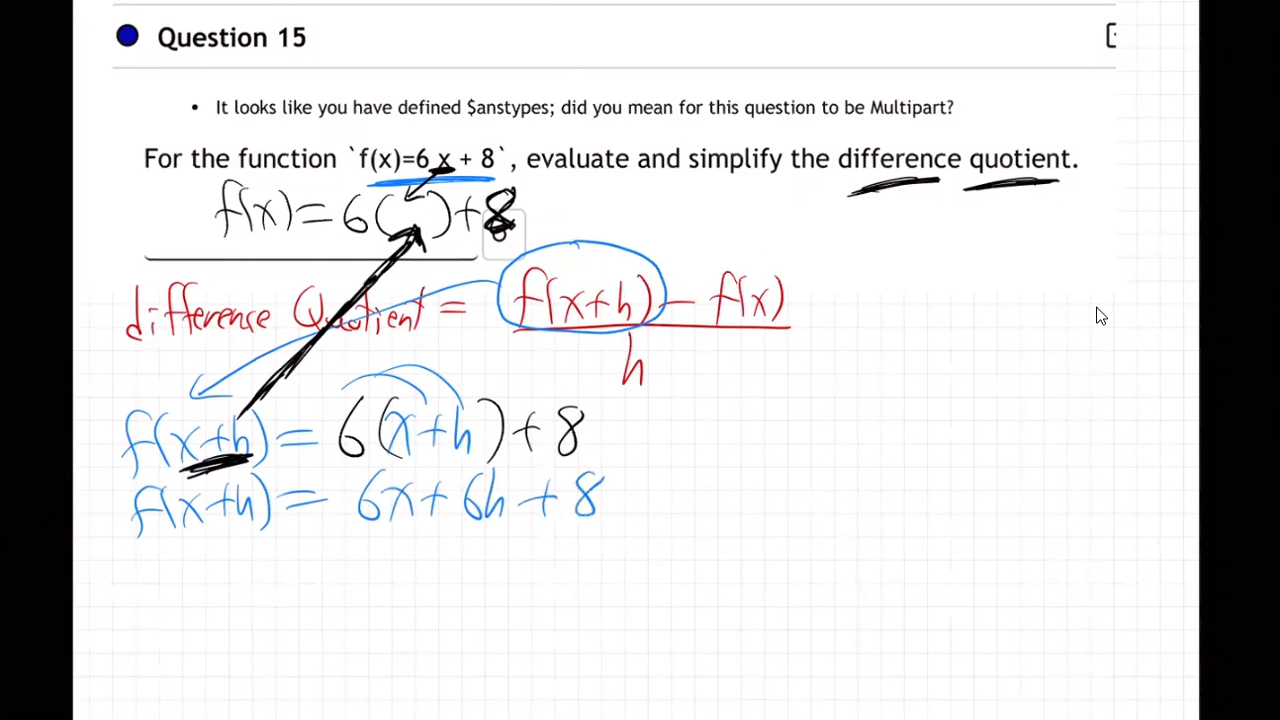 Question 15
• It looks like you have defined $anstypes; did you mean for this question to be Multipart?
For the function `f(x)=6 x + 8`, evaluate and simplify the difference quotient.
f(x) = 6( ) + 8
difference Quotient = f(x+h) - f(x)
h
f(x+h) = 6(x+h) + 8
f(x+h) = 6x + 6h + 8